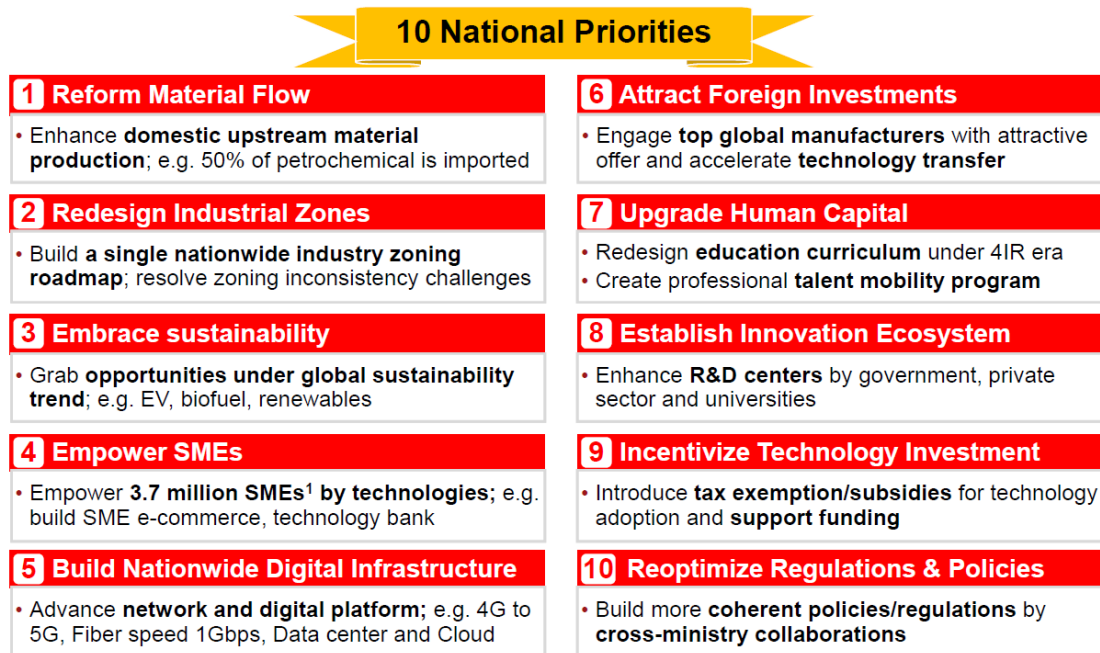 10 National Priorities
1 Reform Material Flow
• Enhance domestic upstream material
production; e.g. 50% of petrochemical is imported
2 Redesign Industrial Zones
• Build a single nationwide industry zoning
roadmap; resolve zoning inconsistency challenges
3 Embrace sustainability
• Grab opportunities under global sustainability
trend; e.g. EV, biofuel, renewables
4 Empower SMEs
• Empower 3.7 million SMEs¹ by technologies; e.g.
build SME e-commerce, technology bank
5 Build Nationwide Digital Infrastructure
• Advance network and digital platform; e.g. 4G to
5G, Fiber speed 1Gbps, Data center and Cloud
6 Attract Foreign Investments
• Engage top global manufacturers with attractive
offer and accelerate technology transfer
7 Upgrade Human Capital
• Redesign education curriculum under 4IR era
• Create professional talent mobility program
8 Establish Innovation Ecosystem
• Enhance R&D centers by government, private
sector and universities
9 Incentivize Technology Investment
• Introduce tax exemption/subsidies for technology
adoption and support funding
10 Reoptimize Regulations & Policies
• Build more coherent policies/regulations by
cross-ministry collaborations